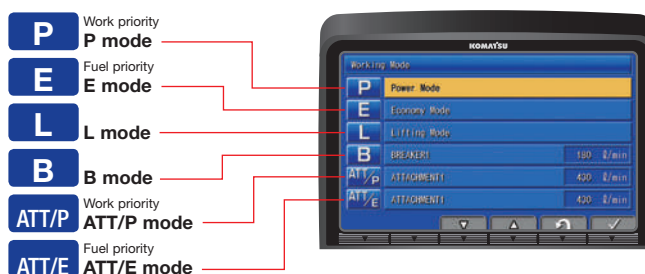 P
Work priority
P mode
E
Fuel priority
E mode
L
L mode
B
B mode
ATT/P
Work priority
ATT/P mode
ATT/E
Fuel priority
ATT/E mode
KOMATSU
Working Mode
P Power Mode
E Economy Mode
L Lifting Mode
B BREAKER1 180 ℓ/min
ATT/P ATTACHMENT1 430 ℓ/min
ATT/E ATTACHMENT1 430 ℓ/min